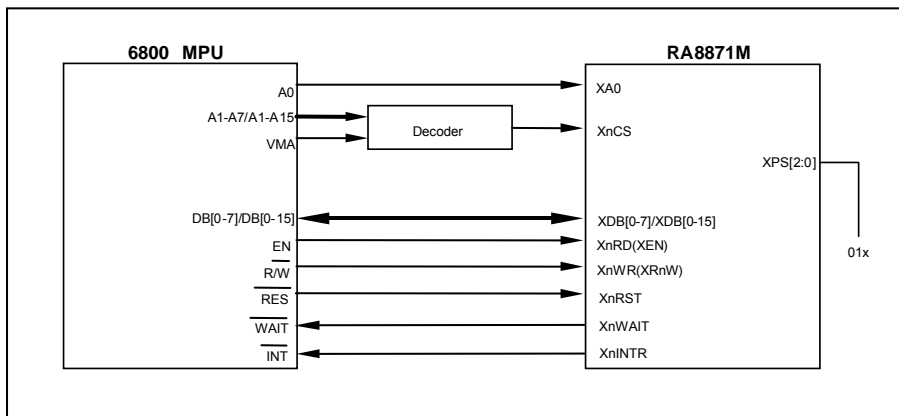 6800 MPU
RA8871M
A0
XA0
A1-A7/A1-A15
Decoder
XnCS
VMA
XPS[2:0]
DB[0-7]/DB[0-15]
XDB[0-7]/XDB[0-15]
EN
XnRD(XEN)
01x
R/W
XnWR(XRnW)
RES
XnRST
WAIT
XnWAIT
INT
XnINTR